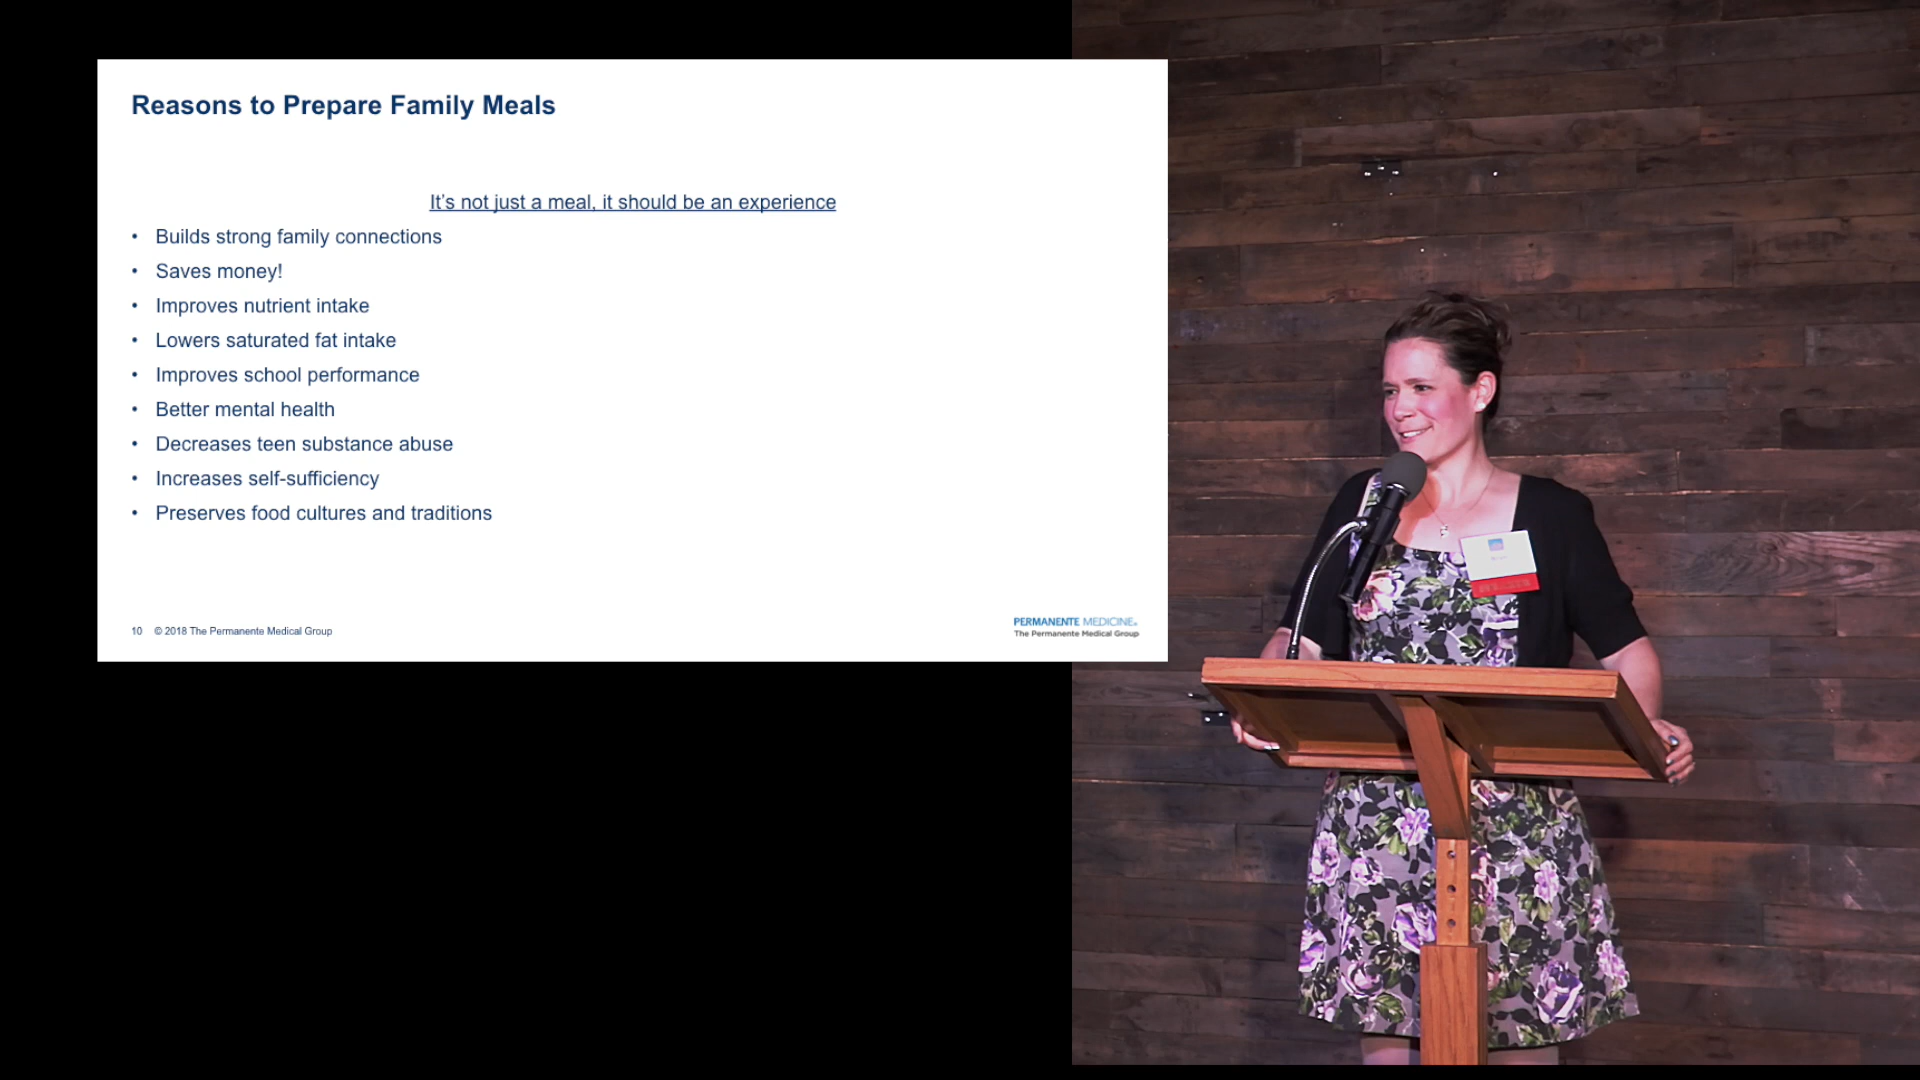 Reasons to Prepare Family Meals
It’s not just a meal, it should be an experience
• Builds strong family connections
• Saves money!
• Improves nutrient intake
• Lowers saturated fat intake
• Improves school performance
• Better mental health
• Decreases teen substance abuse
• Increases self-sufficiency
• Preserves food cultures and traditions
10 © 2018 The Permanente Medical Group
PERMANENTE MEDICINE®
The Permanente Medical Group